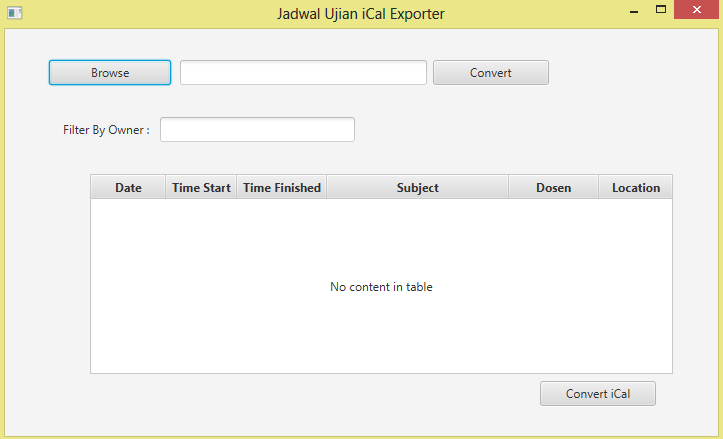 Jadwal Ujian iCal Exporter
Browse Convert
Filter By Owner :
Date Time Start Time Finished Subject Dosen Location
No content in table
Convert iCal